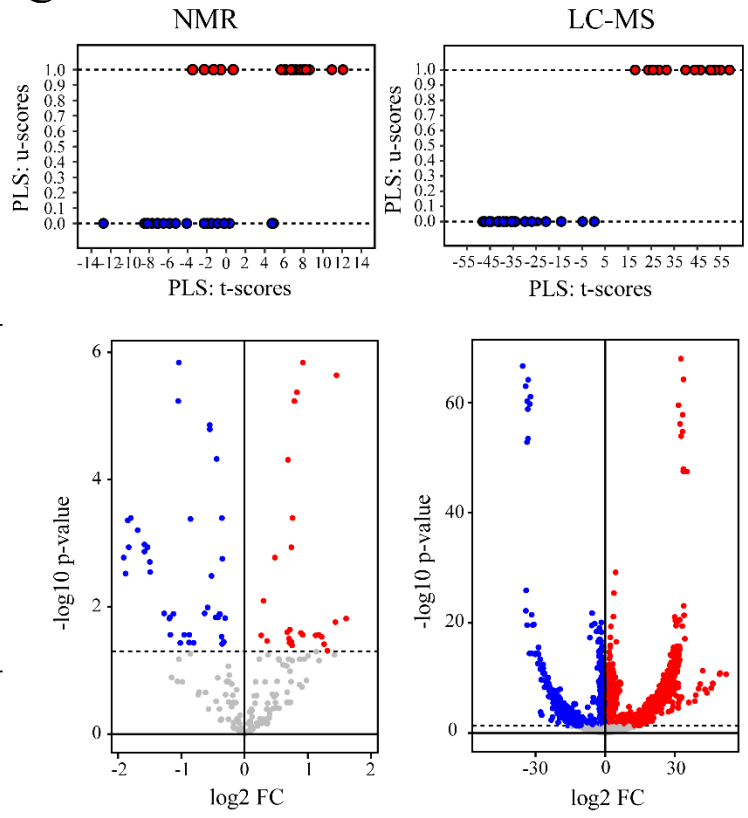 NMR
LC-MS
PLS: u-scores
1.0
0.9
0.8
0.7
0.6
0.5
0.4
0.3
0.2
0.1
0.0
-14 -12 -10 -8 -6 -4 -2 0 2 4 6 8 10 12 14
PLS: t-scores
PLS: u-scores
1.0
0.9
0.8
0.7
0.6
0.5
0.4
0.3
0.2
0.1
0.0
-55 -45 -35 -25 -15 -5 5 15 25 35 45 55
PLS: t-scores
-log10 p-value
6
4
2
0
-2 -1 0 1 2
log2 FC
-log10 p-value
60
40
20
0
-30 0 30
log2 FC